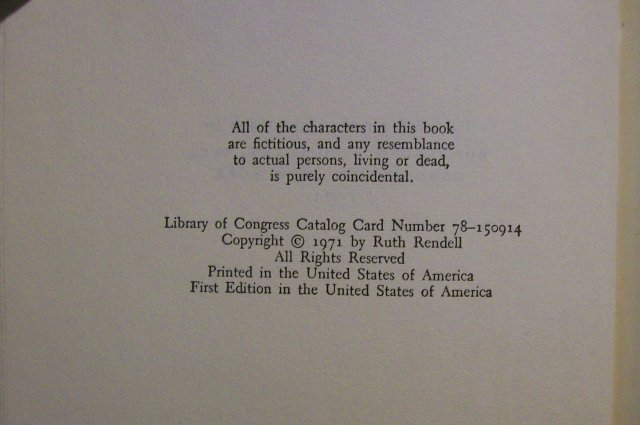 All of the characters in this book
are fictitious, and any resemblance
to actual persons, living or dead,
is purely coincidental.
Library of Congress Catalog Card Number 78–150914
Copyright © 1971 by Ruth Rendell
All Rights Reserved
Printed in the United States of America
First Edition in the United States of America